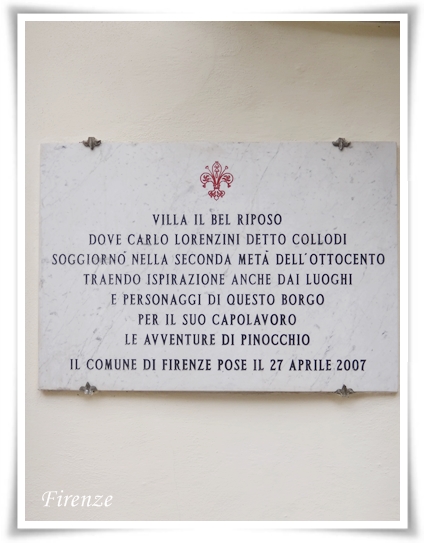 VILLA IL BEL RIPOSO
DOVE CARLO LORENZINI DETTO COLLODI
SOGGIORNO' NELLA SECONDA METÀ DELL'OTTOCENTO
TRAENDO ISPIRAZIONE ANCHE DAI LUOGHI
E PERSONAGGI DI QUESTO BORGO
PER IL SUO CAPOLAVORO
LE AVVENTURE DI PINOCCHIO
IL COMUNE DI FIRENZE POSE IL 27 APRILE 2007
Firenze